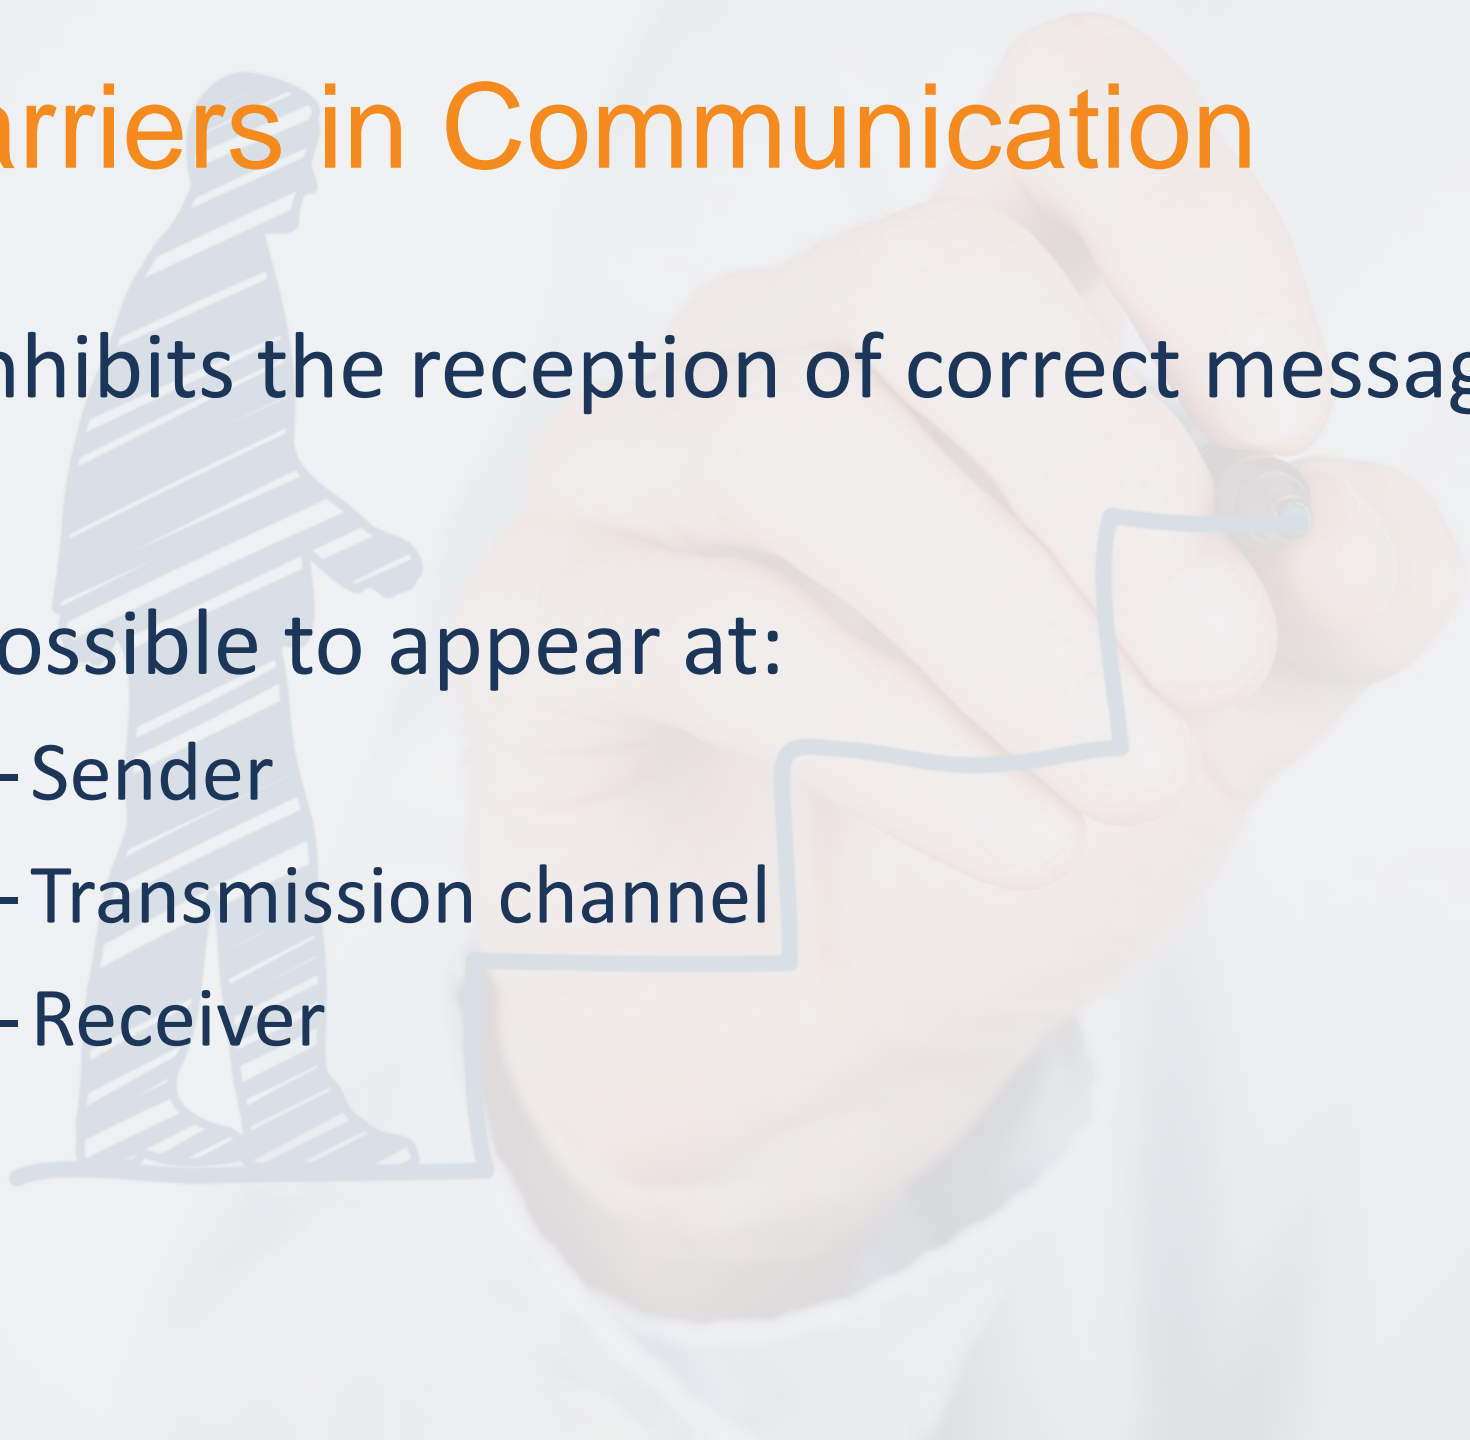 arriers in Communication
nhibits the reception of correct messag
ossible to appear at:
-Sender
-Transmission channel
-Receiver